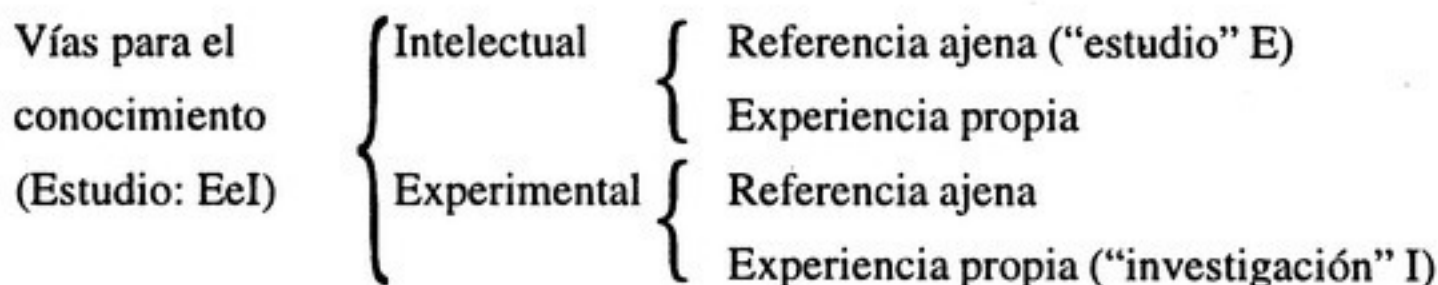 Vías para el
conocimiento
(Estudio: EeI)
Intelectual
Referencia ajena (“estudio” E)
Experiencia propia
Experimental
Referencia ajena
Experiencia propia (“investigación” I)